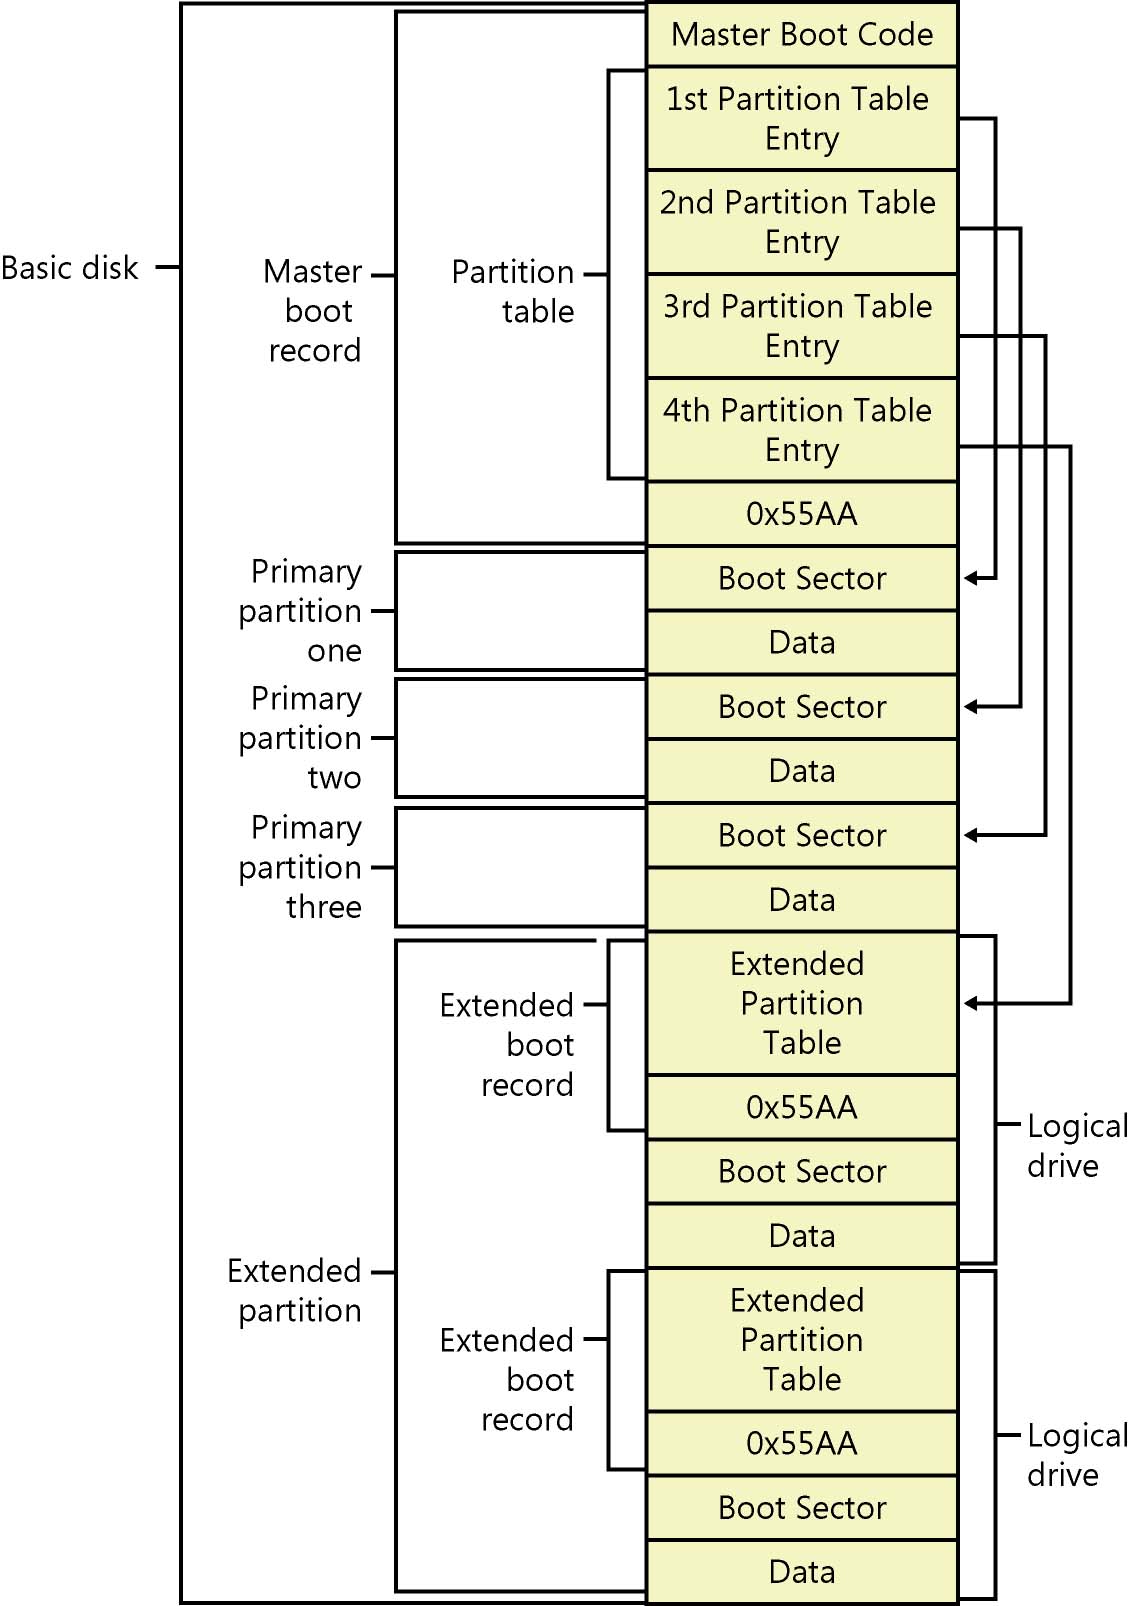 Master Boot Code
1st Partition Table
Entry
2nd Partition Table
Entry
Basic disk
Master
boot
record
Partition
table
3rd Partition Table
Entry
4th Partition Table
Entry
0x55AA
Primary
partition
one
Boot Sector
Data
Primary
partition
two
Boot Sector
Data
Primary
partition
three
Boot Sector
Data
Extended
Partition
Table
Extended
boot
record
0x55AA
Logical
drive
Boot Sector
Data
Extended
partition
Extended
Partition
Table
Extended
boot
record
0x55AA
Logical
drive
Boot Sector
Data